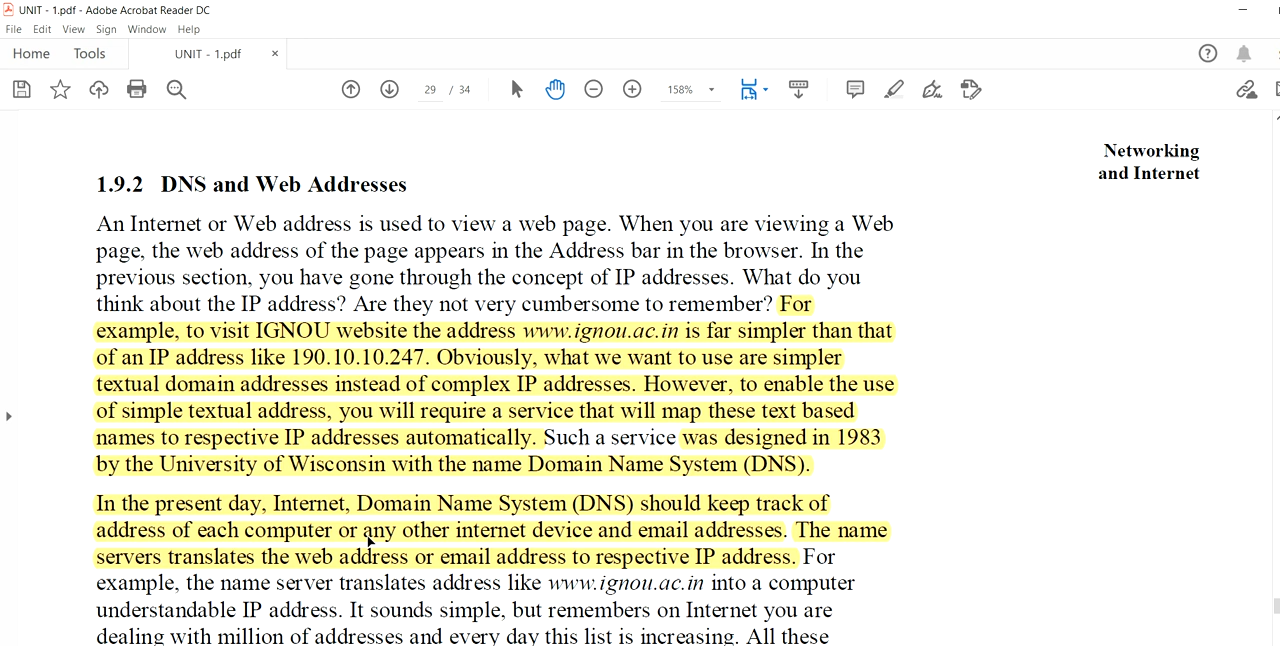 UNIT - 1.pdf - Adobe Acrobat Reader DC
File Edit View Sign Window Help
Home Tools UNIT - 1.pdf ×
29 / 34 158%
Networking
and Internet
1.9.2 DNS and Web Addresses
An Internet or Web address is used to view a web page. When you are viewing a Web
page, the web address of the page appears in the Address bar in the browser. In the
previous section, you have gone through the concept of IP addresses. What do you
think about the IP address? Are they not very cumbersome to remember? For
example, to visit IGNOU website the address www.ignou.ac.in is far simpler than that
of an IP address like 190.10.10.247. Obviously, what we want to use are simpler
textual domain addresses instead of complex IP addresses. However, to enable the use
of simple textual address, you will require a service that will map these text based
names to respective IP addresses automatically. Such a service was designed in 1983
by the University of Wisconsin with the name Domain Name System (DNS).
In the present day, Internet, Domain Name System (DNS) should keep track of
address of each computer or any other internet device and email addresses. The name
servers translates the web address or email address to respective IP address. For
example, the name server translates address like www.ignou.ac.in into a computer
understandable IP address. It sounds simple, but remembers on Internet you are
dealing with million of addresses and every day this list is increasing. All these